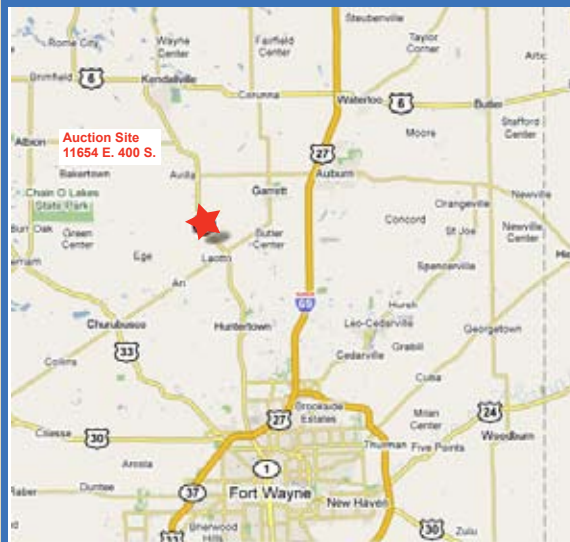 Steubenville
Rome City
Wayne
Center
Fairfield
Center
Taylor
Corner
Artic
Brimfield
6
Kendallville
Corunna
Waterloo
6
Butler
Stafford
Center
Auction Site
11654 E. 400 S.
Albion
Moore
27
Bakertown
Avilla
Auburn
Chain O Lakes
State Park
Garrett
Orangeville
Newville
Burr Oak
Green
Center
Butler
Center
Concord
St Joe
Newville
Center
Ege
Laotto
Spencerville
Ari
69
Hursh
Churubusco
Huntertown
Leo-Cedarville
Georgetown
33
Grabill
Collins
Cedarville
Cuba
Brookside
Estates
27
Milan
Center
24
30
Woodburn
Thurman
Five Points
Arcola
1
Dunfee
37
Fort Wayne
New Haven
Sherwood
Hills
33
30
Zulu